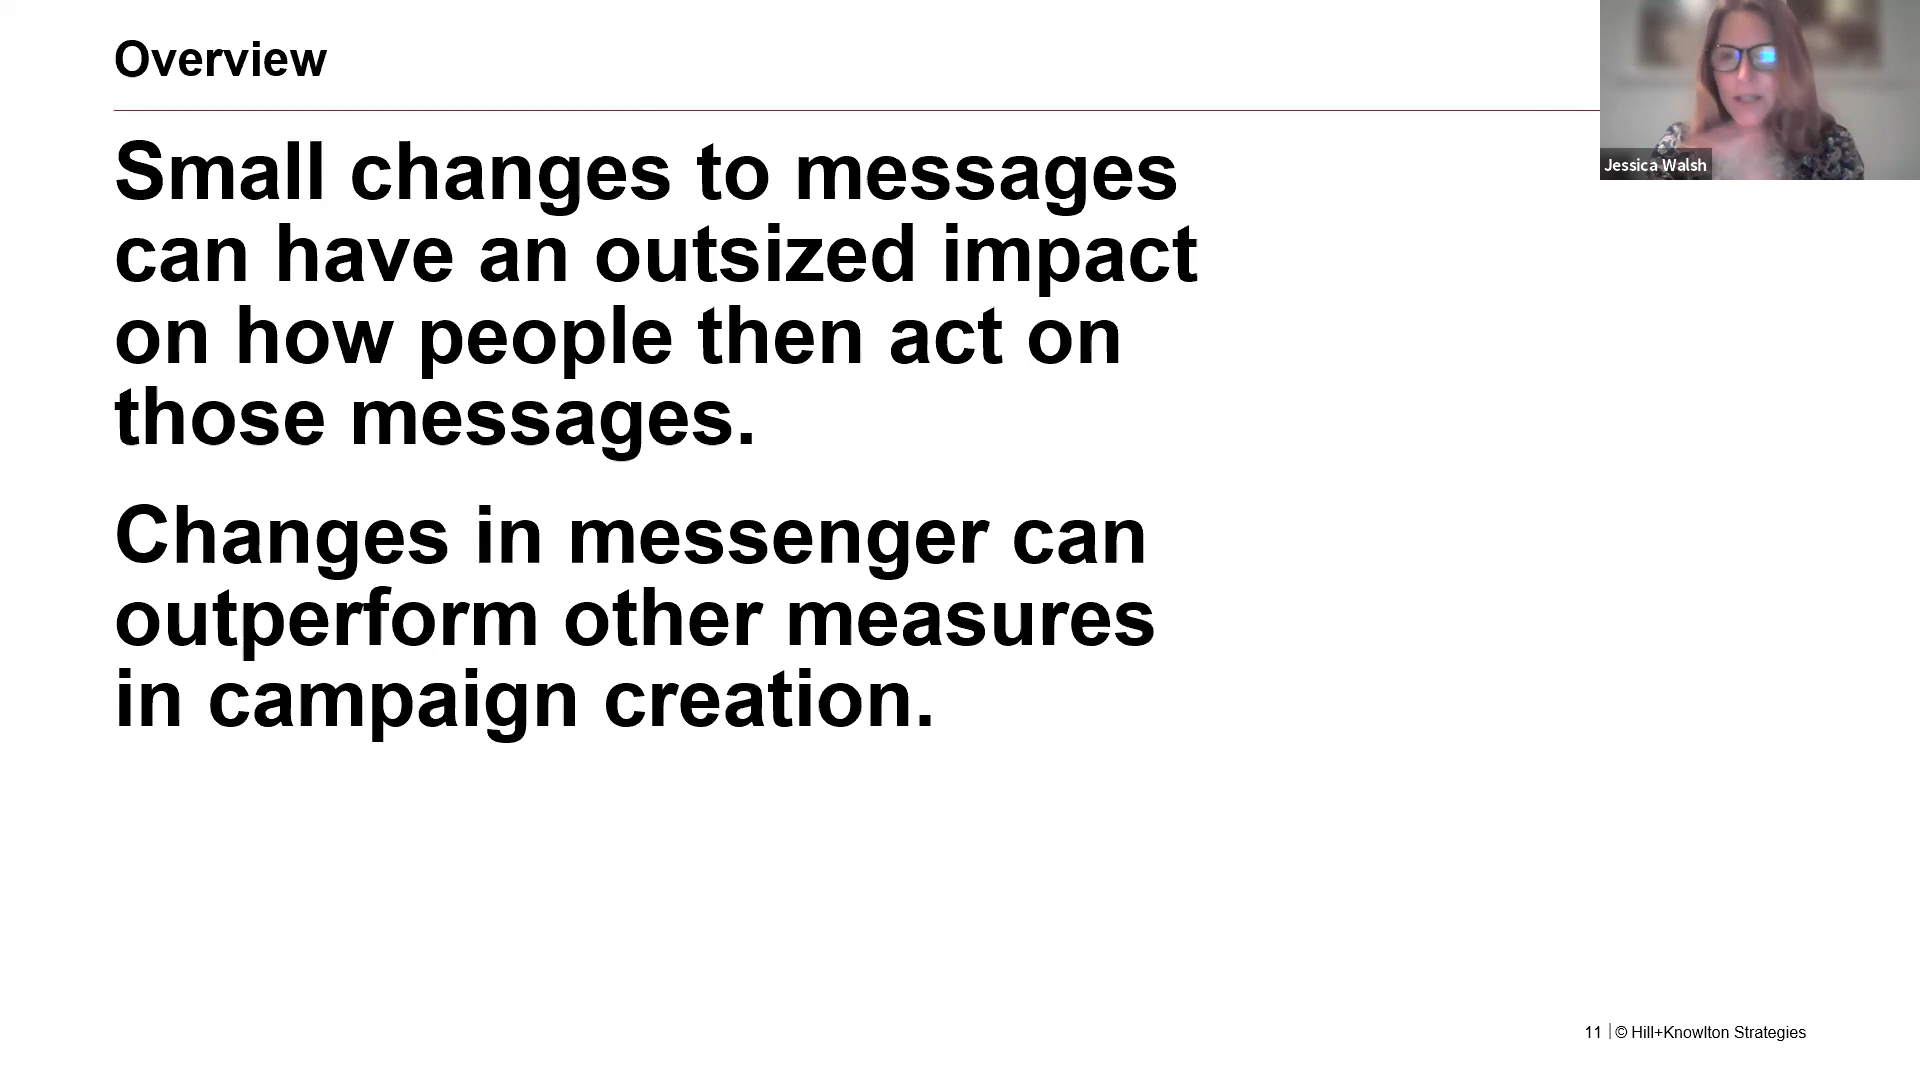 Overview
Small changes to messages
can have an outsized impact
on how people then act on
those messages.
Changes in messenger can
outperform other measures
in campaign creation.
Jessica Walsh
11 | © Hill+Knowlton Strategies